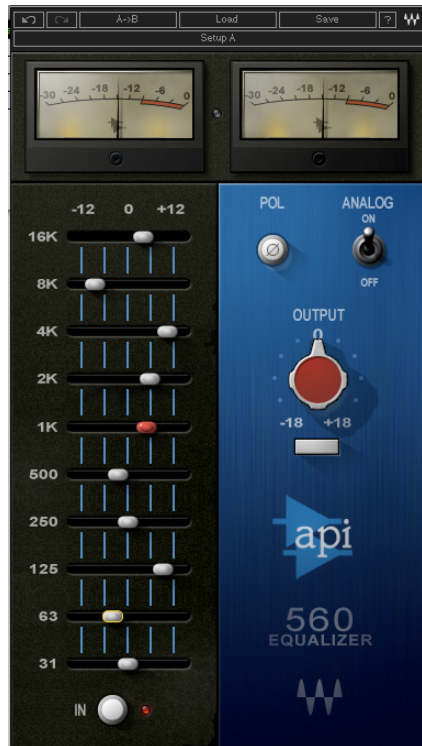 A->B Load Save ?
Setup A
-30 -24 -18 -12 -6 0
-30 -24 -18 -12 -6 0
-12 0 +12
16K
8K
4K
2K
1K
500
250
125
63
31
IN
POL ANALOG
ON
OFF
OUTPUT
0
-18 +18
api
560
EQUALIZER